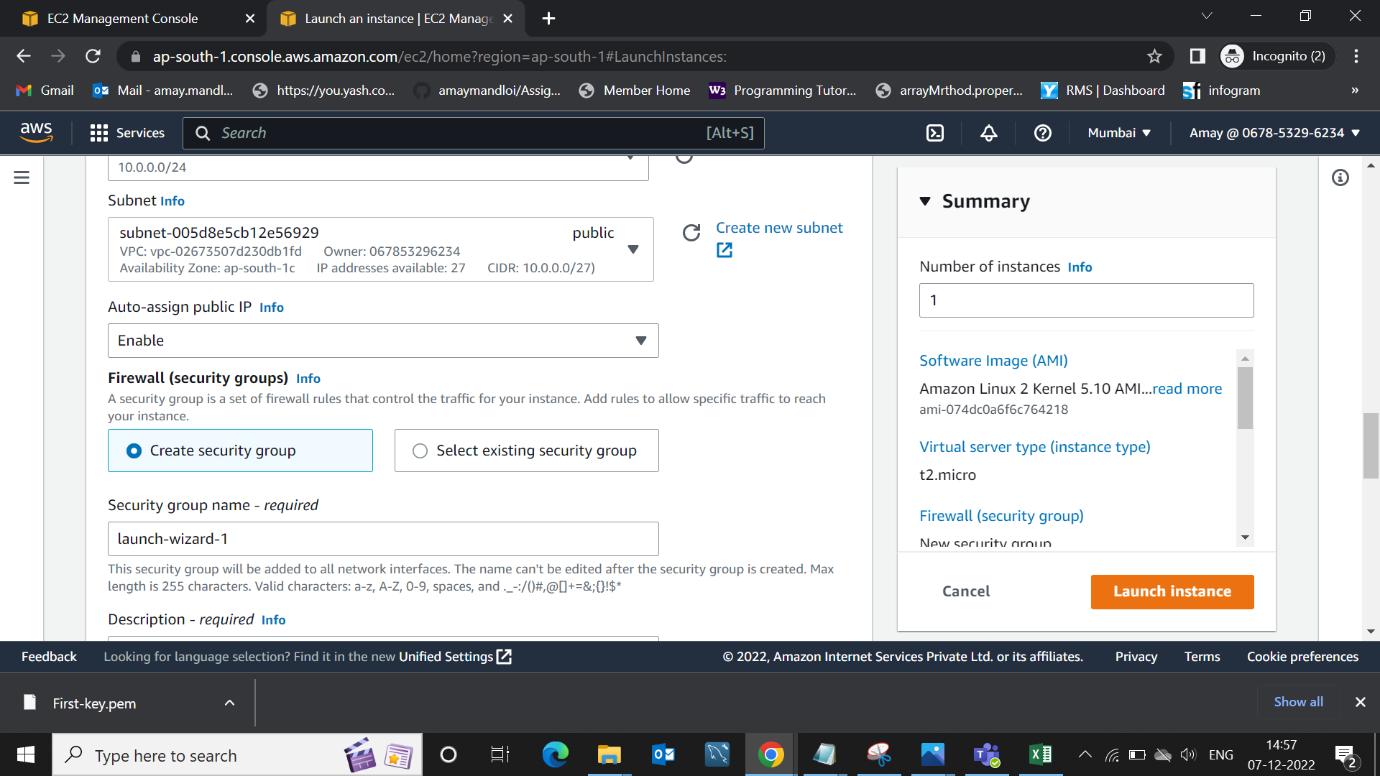 EC2 Management Console
Launch an instance | EC2 Manag
ap-south-1.console.aws.amazon.com/ec2/home?region=ap-south-1#LaunchInstances:
Incognito (2)
Gmail
Mail - amay.mandl...
https://you.yash.co...
amaymandloi/Assig...
Member Home
W3 Programming Tutor...
arrayMrthod.proper...
RMS | Dashboard
infogram
»
aws
Services
Search
[Alt+S]
Mumbai
Amay @ 0678-5329-6234
10.0.0.0/24
Subnet Info
subnet-005d8e5cb12e56929 public
VPC: vpc-02673507d230db1fd Owner: 067853296234
Availability Zone: ap-south-1c IP addresses available: 27 CIDR: 10.0.0.0/27)
Create new subnet
Auto-assign public IP Info
Enable
Firewall (security groups) Info
A security group is a set of firewall rules that control the traffic for your instance. Add rules to allow specific traffic to reach
your instance.
Create security group
Select existing security group
Security group name - required
launch-wizard-1
This security group will be added to all network interfaces. The name can't be edited after the security group is created. Max
length is 255 characters. Valid characters: a-z, A-Z, 0-9, spaces, and ._-:/()#,@[]+=&;{}!$*
Description - required Info
Summary
Number of instances Info
1
Software Image (AMI)
Amazon Linux 2 Kernel 5.10 AMI...read more
ami-074dc0a6f6c764218
Virtual server type (instance type)
t2.micro
Firewall (security group)
New security group
Cancel
Launch instance
Feedback
Looking for language selection? Find it in the new Unified Settings
© 2022, Amazon Internet Services Private Ltd. or its affiliates.
Privacy
Terms
Cookie preferences
First-key.pem
Show all
Type here to search
ENG
14:57
07-12-2022
2